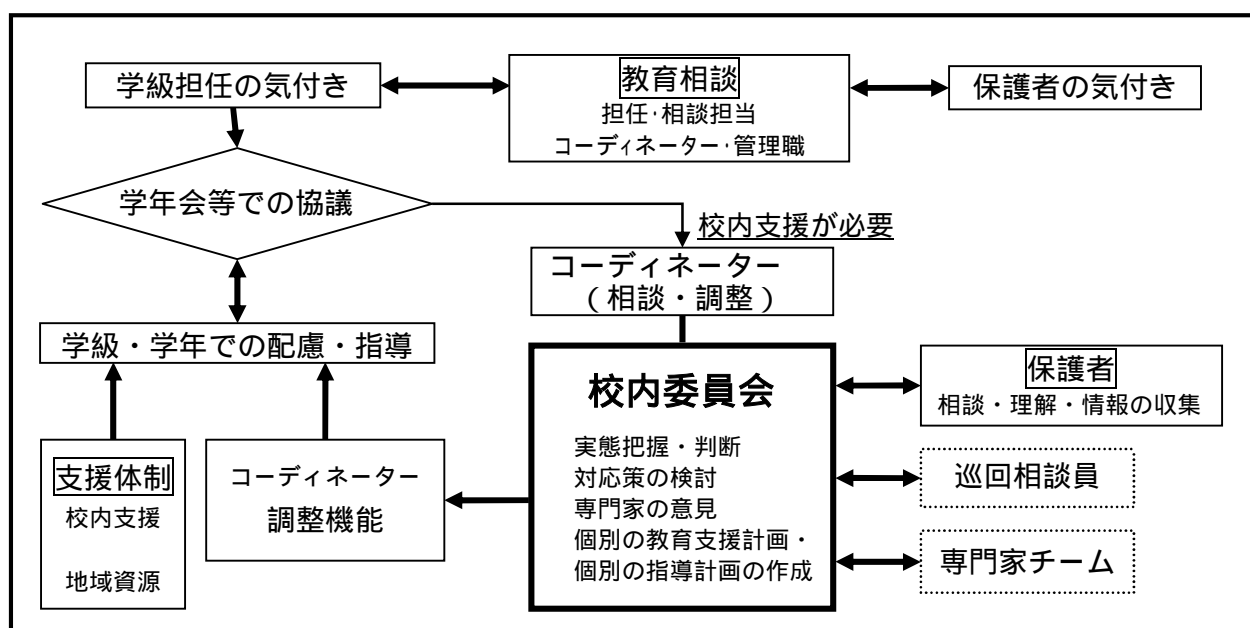 学級担任の気付き
教育相談
担任・相談担当
コーディネーター・管理職
保護者の気付き
学年会等での協議
校内支援が必要
コーディネーター
（相談・調整）
学級・学年での配慮・指導
校内委員会
実態把握・判断
対応策の検討
専門家の意見
個別の教育支援計画・
個別の指導計画の作成
保護者
相談・理解・情報の収集
巡回相談員
専門家チーム
支援体制
校内支援
地域資源
コーディネーター
調整機能